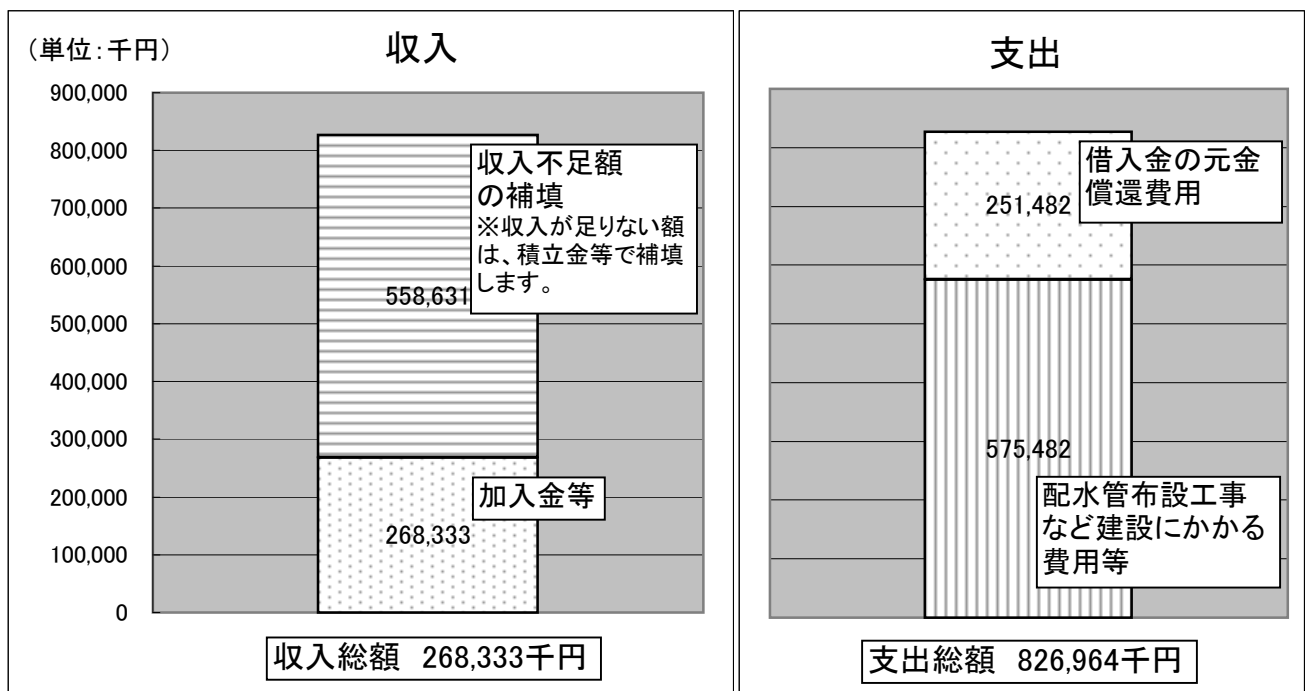 (単位:千円)
収入
900,000
800,000
700,000
600,000
500,000
400,000
300,000
200,000
100,000
0
収入不足額
の補填
※収入が足りない額
は、積立金等で補填
します。
558,631
加入金等
268,333
収入総額 268,333千円
支出
借入金の元金
償還費用
251,482
575,482
配水管布設工事
など建設にかかる
費用等
支出総額 826,964千円